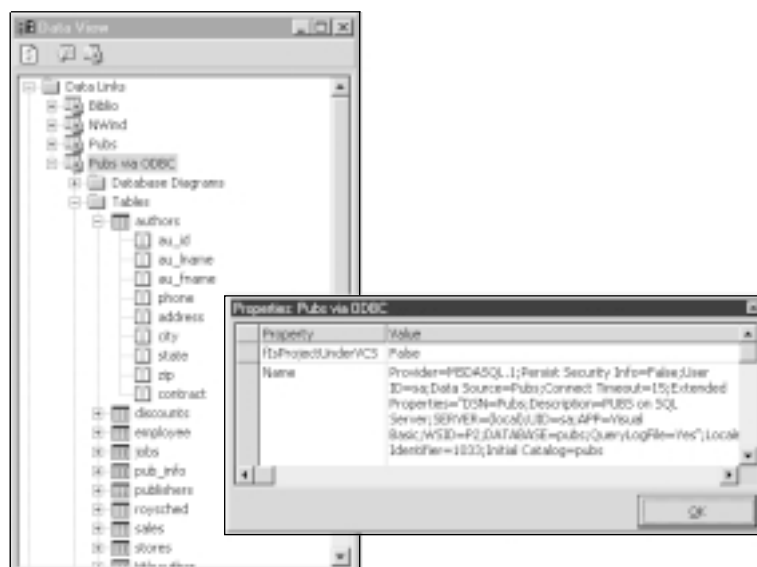 Data View
Data Links
Biblio
NWind
Pubs
Pubs via ODBC
Database Diagrams
Tables
authors
au_id
au_lname
au_fname
phone
address
city
state
zip
contract
discounts
employee
jobs
pub_info
publishers
roysched
sales
stores
Properties: Pubs via ODBC
Property Value
fIsProjectUnderVCS False
Name Provider=MSDASQL.1;Persist Security Info=False;User
ID=sa;Data Source=Pubs;Connect Timeout=15;Extended
Properties="DSN=Pubs;Description=PUBS on SQL
Server;SERVER=(local);UID=sa;APP=Visual
Basic;WSID=P2;DATABASE=pubs;QueryLogFile=Yes";Locale
Identifier=1033;Initial Catalog=pubs
OK